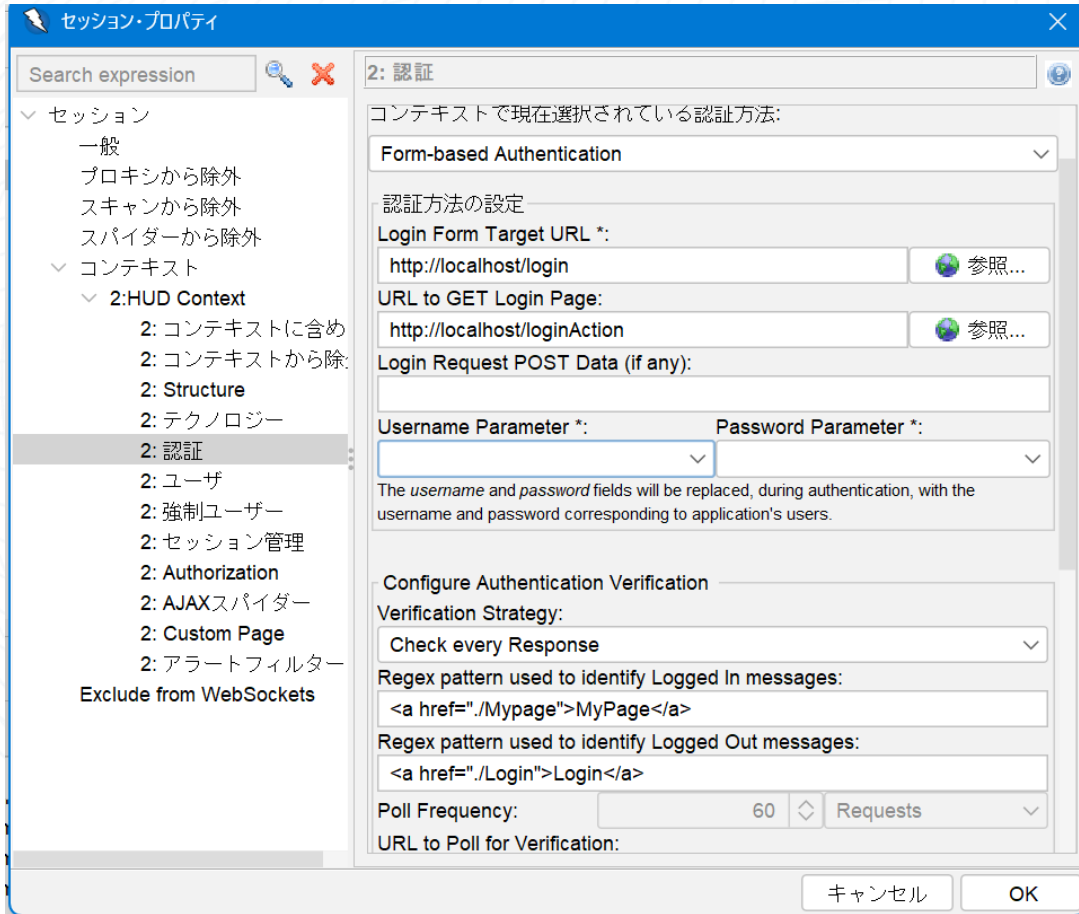 セッション・プロパティ
Search expression
2: 認証
セッション
一般
プロキシから除外
スキャンから除外
スパイダーから除外
コンテキスト
2:HUD Context
2: コンテキストに含め
2: コンテキストから除
2: Structure
2: テクノロジー
2: 認証
2: ユーザ
2: 強制ユーザー
2: セッション管理
2: Authorization
2: AJAXスパイダー
2: Custom Page
2: アラートフィルター
Exclude from WebSockets
コンテキストで現在選択されている認証方法:
Form-based Authentication
認証方法の設定
Login Form Target URL *:
http://localhost/login
参照...
URL to GET Login Page:
http://localhost/loginAction
参照...
Login Request POST Data (if any):
Username Parameter *: Password Parameter *:
The username and password fields will be replaced, during authentication, with the
username and password corresponding to application's users.
Configure Authentication Verification
Verification Strategy:
Check every Response
Regex pattern used to identify Logged In messages:
<a href="./Mypage">MyPage</a>
Regex pattern used to identify Logged Out messages:
<a href="./Login">Login</a>
Poll Frequency: 60 Requests
URL to Poll for Verification:
キャンセル OK